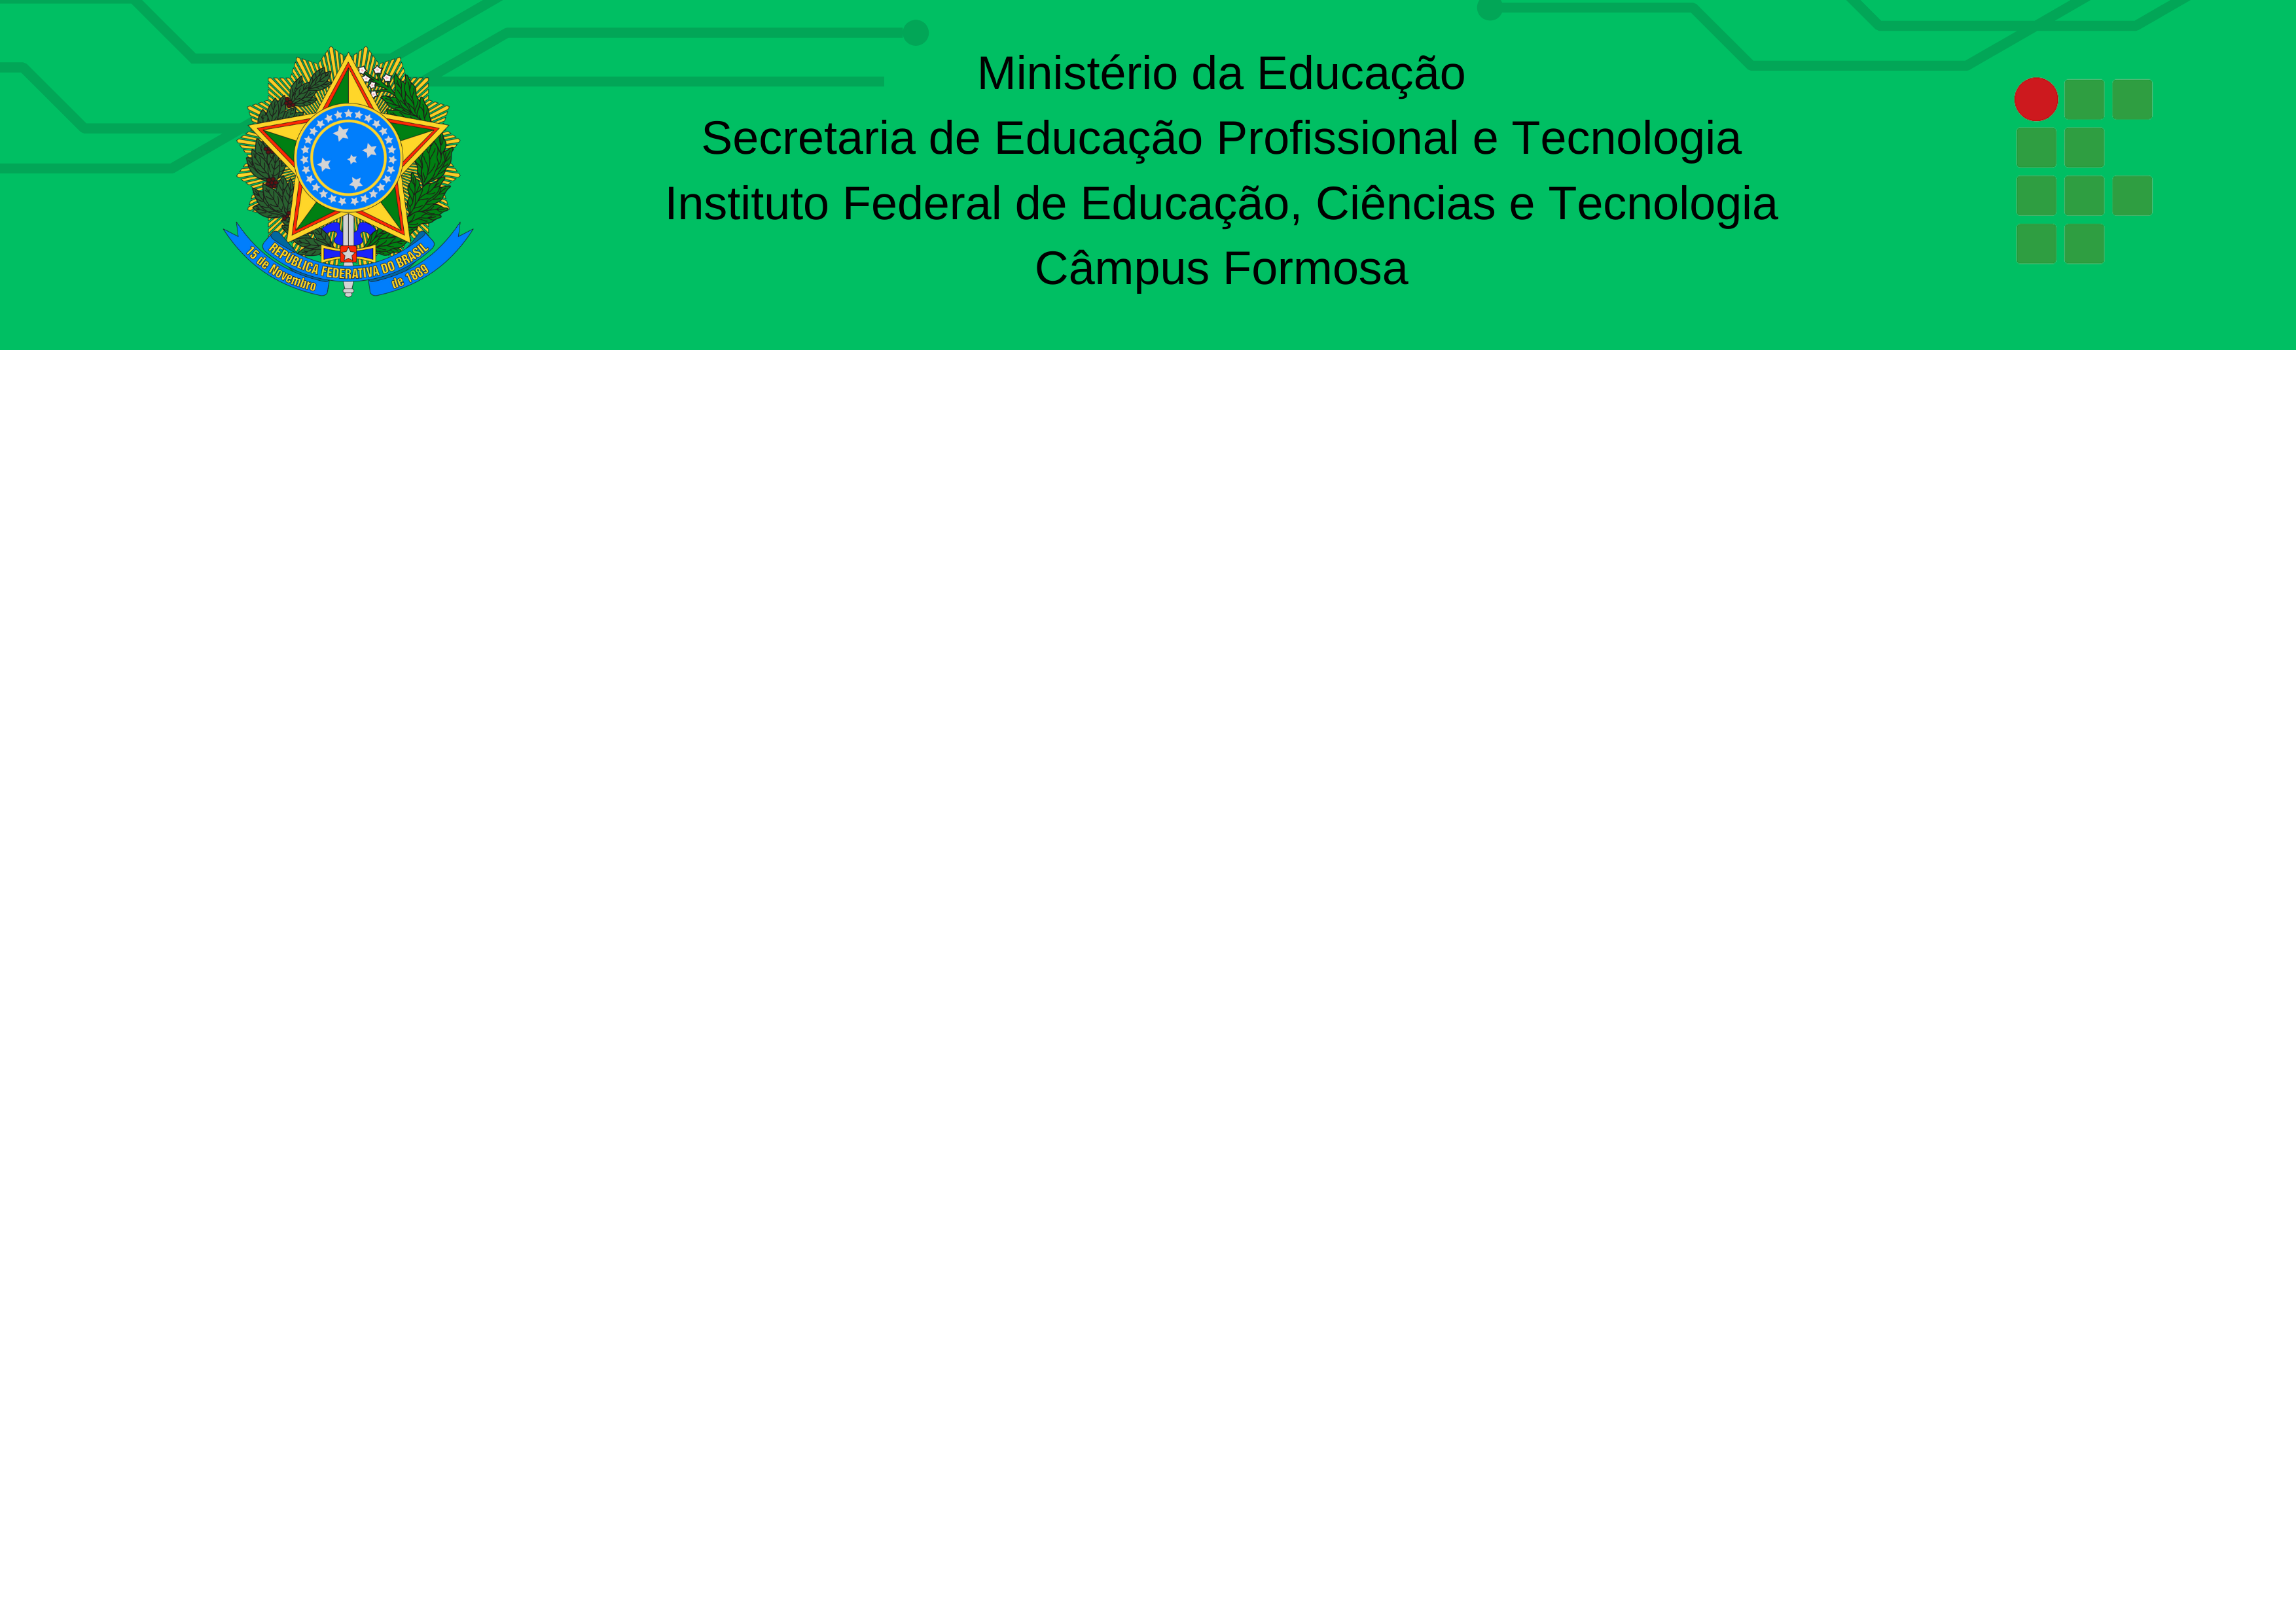 Ministério da Educação
Secretaria de Educação Profissional e Tecnologia
Instituto Federal de Educação, Ciências e Tecnologia
Câmpus Formosa
REPÚBLICA FEDERATIVA DO BRASIL
15 de Novembro
de 1889